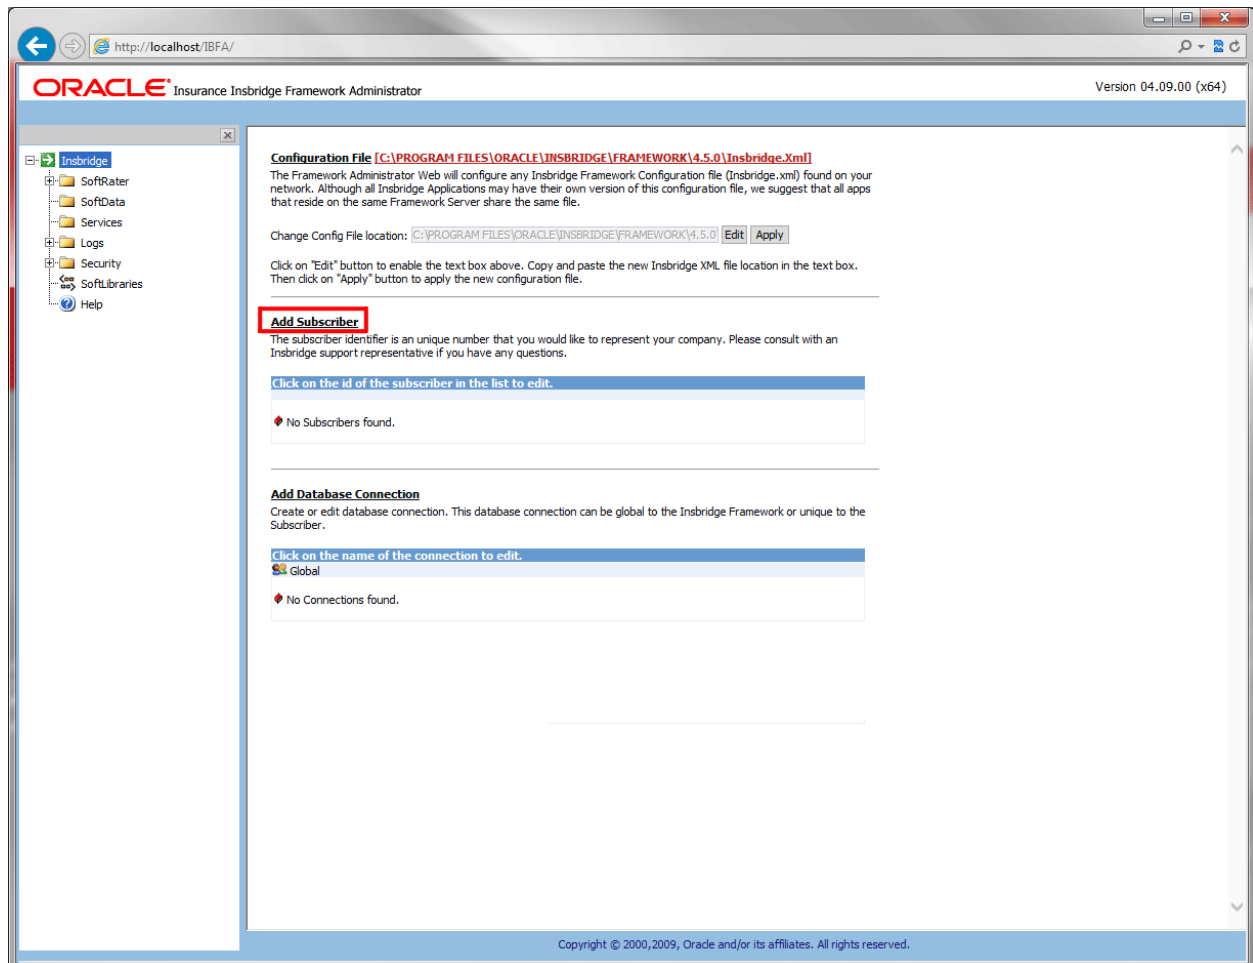 http://localhost/IBFA/
ORACLE Insurance Insbridge Framework Administrator
Version 04.09.00 (x64)
Insbridge
SoftRater
SoftData
Services
Logs
Security
SoftLibraries
Help
Configuration File [C:\PROGRAM FILES\ORACLE\INSBRIDGE\FRAMEWORK\4.5.0\Insbridge.Xml]
The Framework Administrator Web will configure any Insbridge Framework Configuration file (Insbridge.xml) found on your
network. Although all Insbridge Applications may have their own version of this configuration file, we suggest that all apps
that reside on the same Framework Server share the same file.
Change Config File location: C:\PROGRAM FILES\ORACLE\INSBRIDGE\FRAMEWORK\4.5.0 Edit Apply
Click on "Edit" button to enable the text box above. Copy and paste the new Insbridge XML file location in the text box.
Then click on "Apply" button to apply the new configuration file.
Add Subscriber
The subscriber identifier is an unique number that you would like to represent your company. Please consult with an
Insbridge support representative if you have any questions.
Click on the id of the subscriber in the list to edit.
No Subscribers found.
Add Database Connection
Create or edit database connection. This database connection can be global to the Insbridge Framework or unique to the
Subscriber.
Click on the name of the connection to edit.
Global
No Connections found.
Copyright © 2000,2009, Oracle and/or its affiliates. All rights reserved.